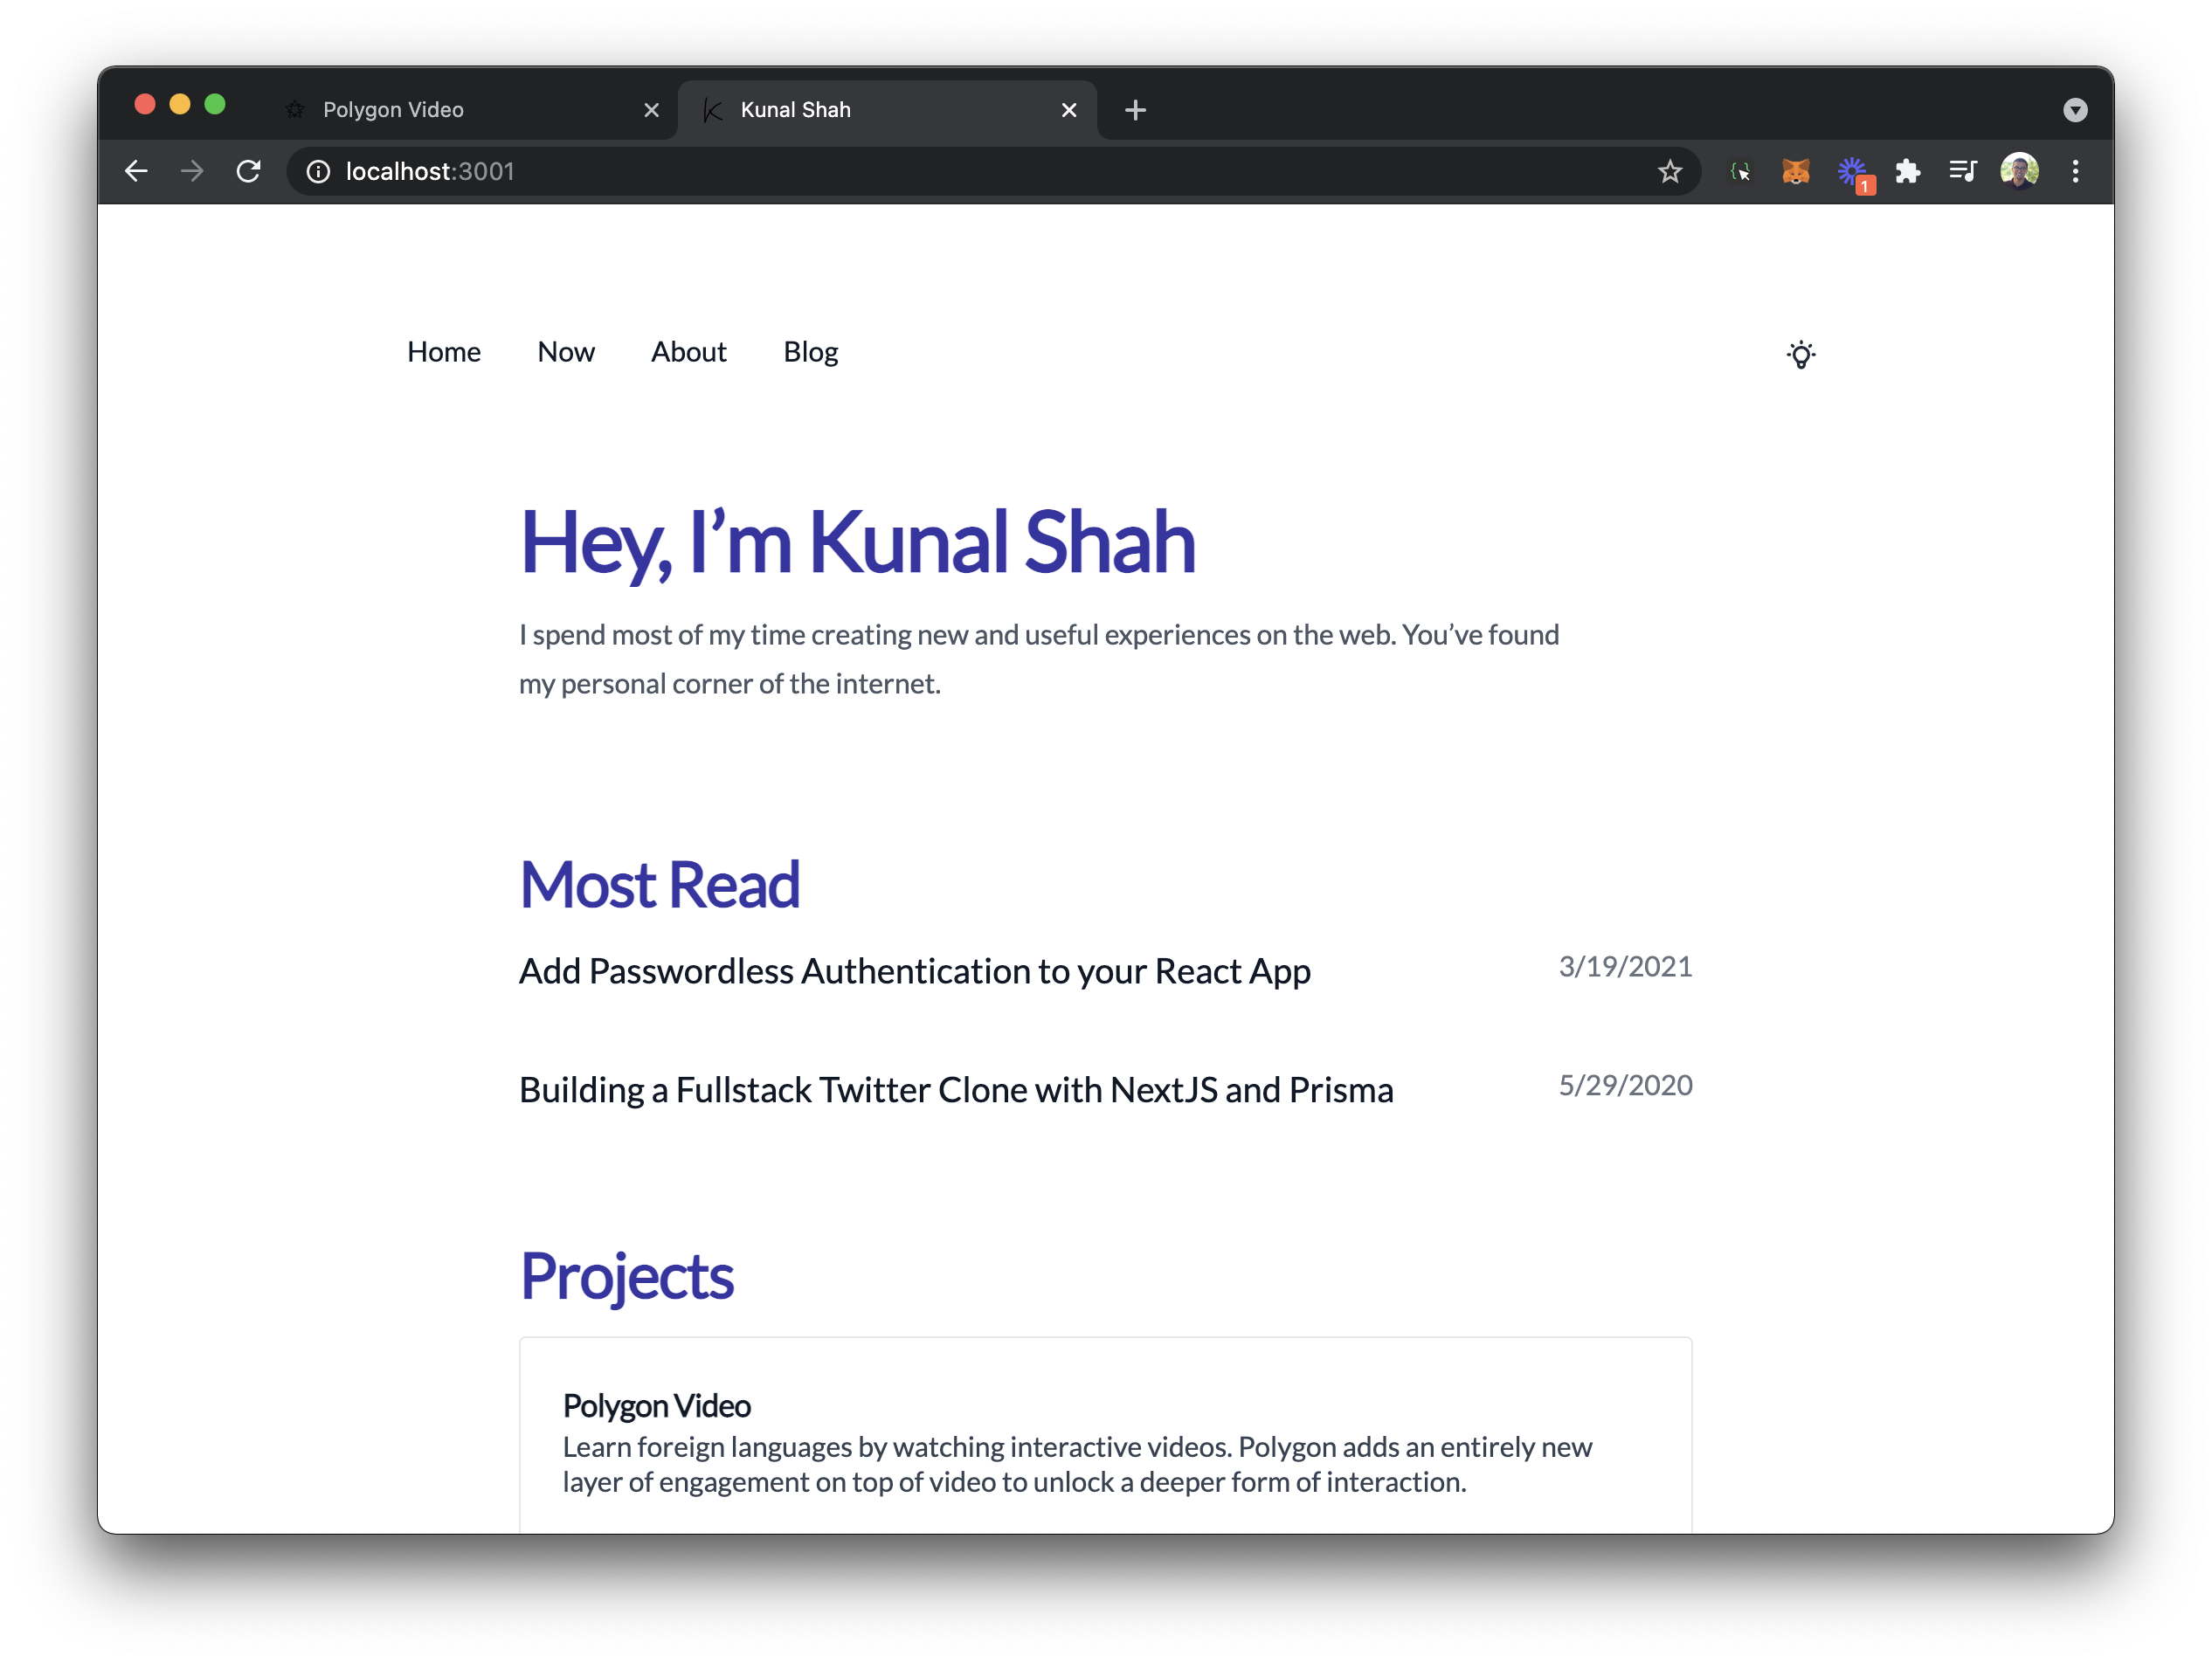 Polygon Video
Kunal Shah
localhost:3001
1
Home Now About Blog
Hey, I’m Kunal Shah
I spend most of my time creating new and useful experiences on the web. You’ve found
my personal corner of the internet.
Most Read
Add Passwordless Authentication to your React App 3/19/2021
Building a Fullstack Twitter Clone with NextJS and Prisma 5/29/2020
Projects
Polygon Video
Learn foreign languages by watching interactive videos. Polygon adds an entirely new
layer of engagement on top of video to unlock a deeper form of interaction.